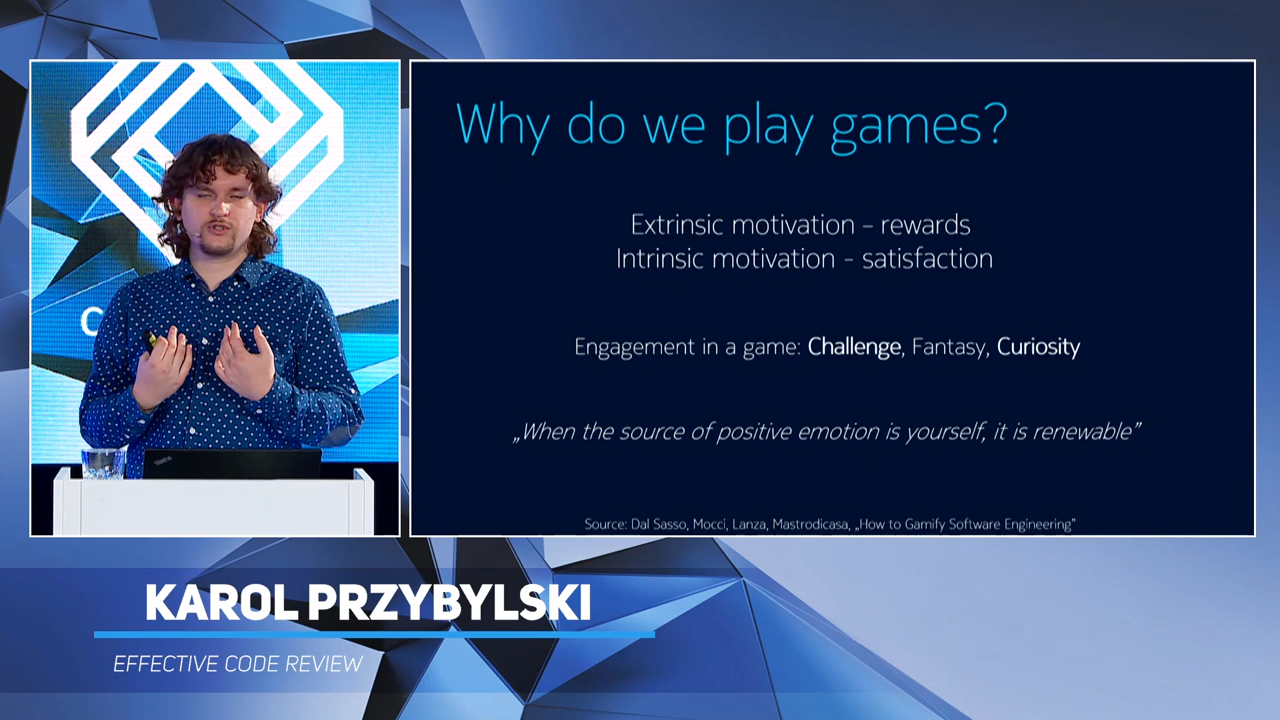 Why do we play games?
Extrinsic motivation – rewards
Intrinsic motivation – satisfaction
Engagement in a game: Challenge, Fantasy, Curiosity
„When the source of positive emotion is yourself, it is renewable”
Source: Dal Sasso, Mocci, Lanza, Mastrodicasa, „How to Gamify Software Engineering”
C
KAROL PRZYBYLSKI
EFFECTIVE CODE REVIEW